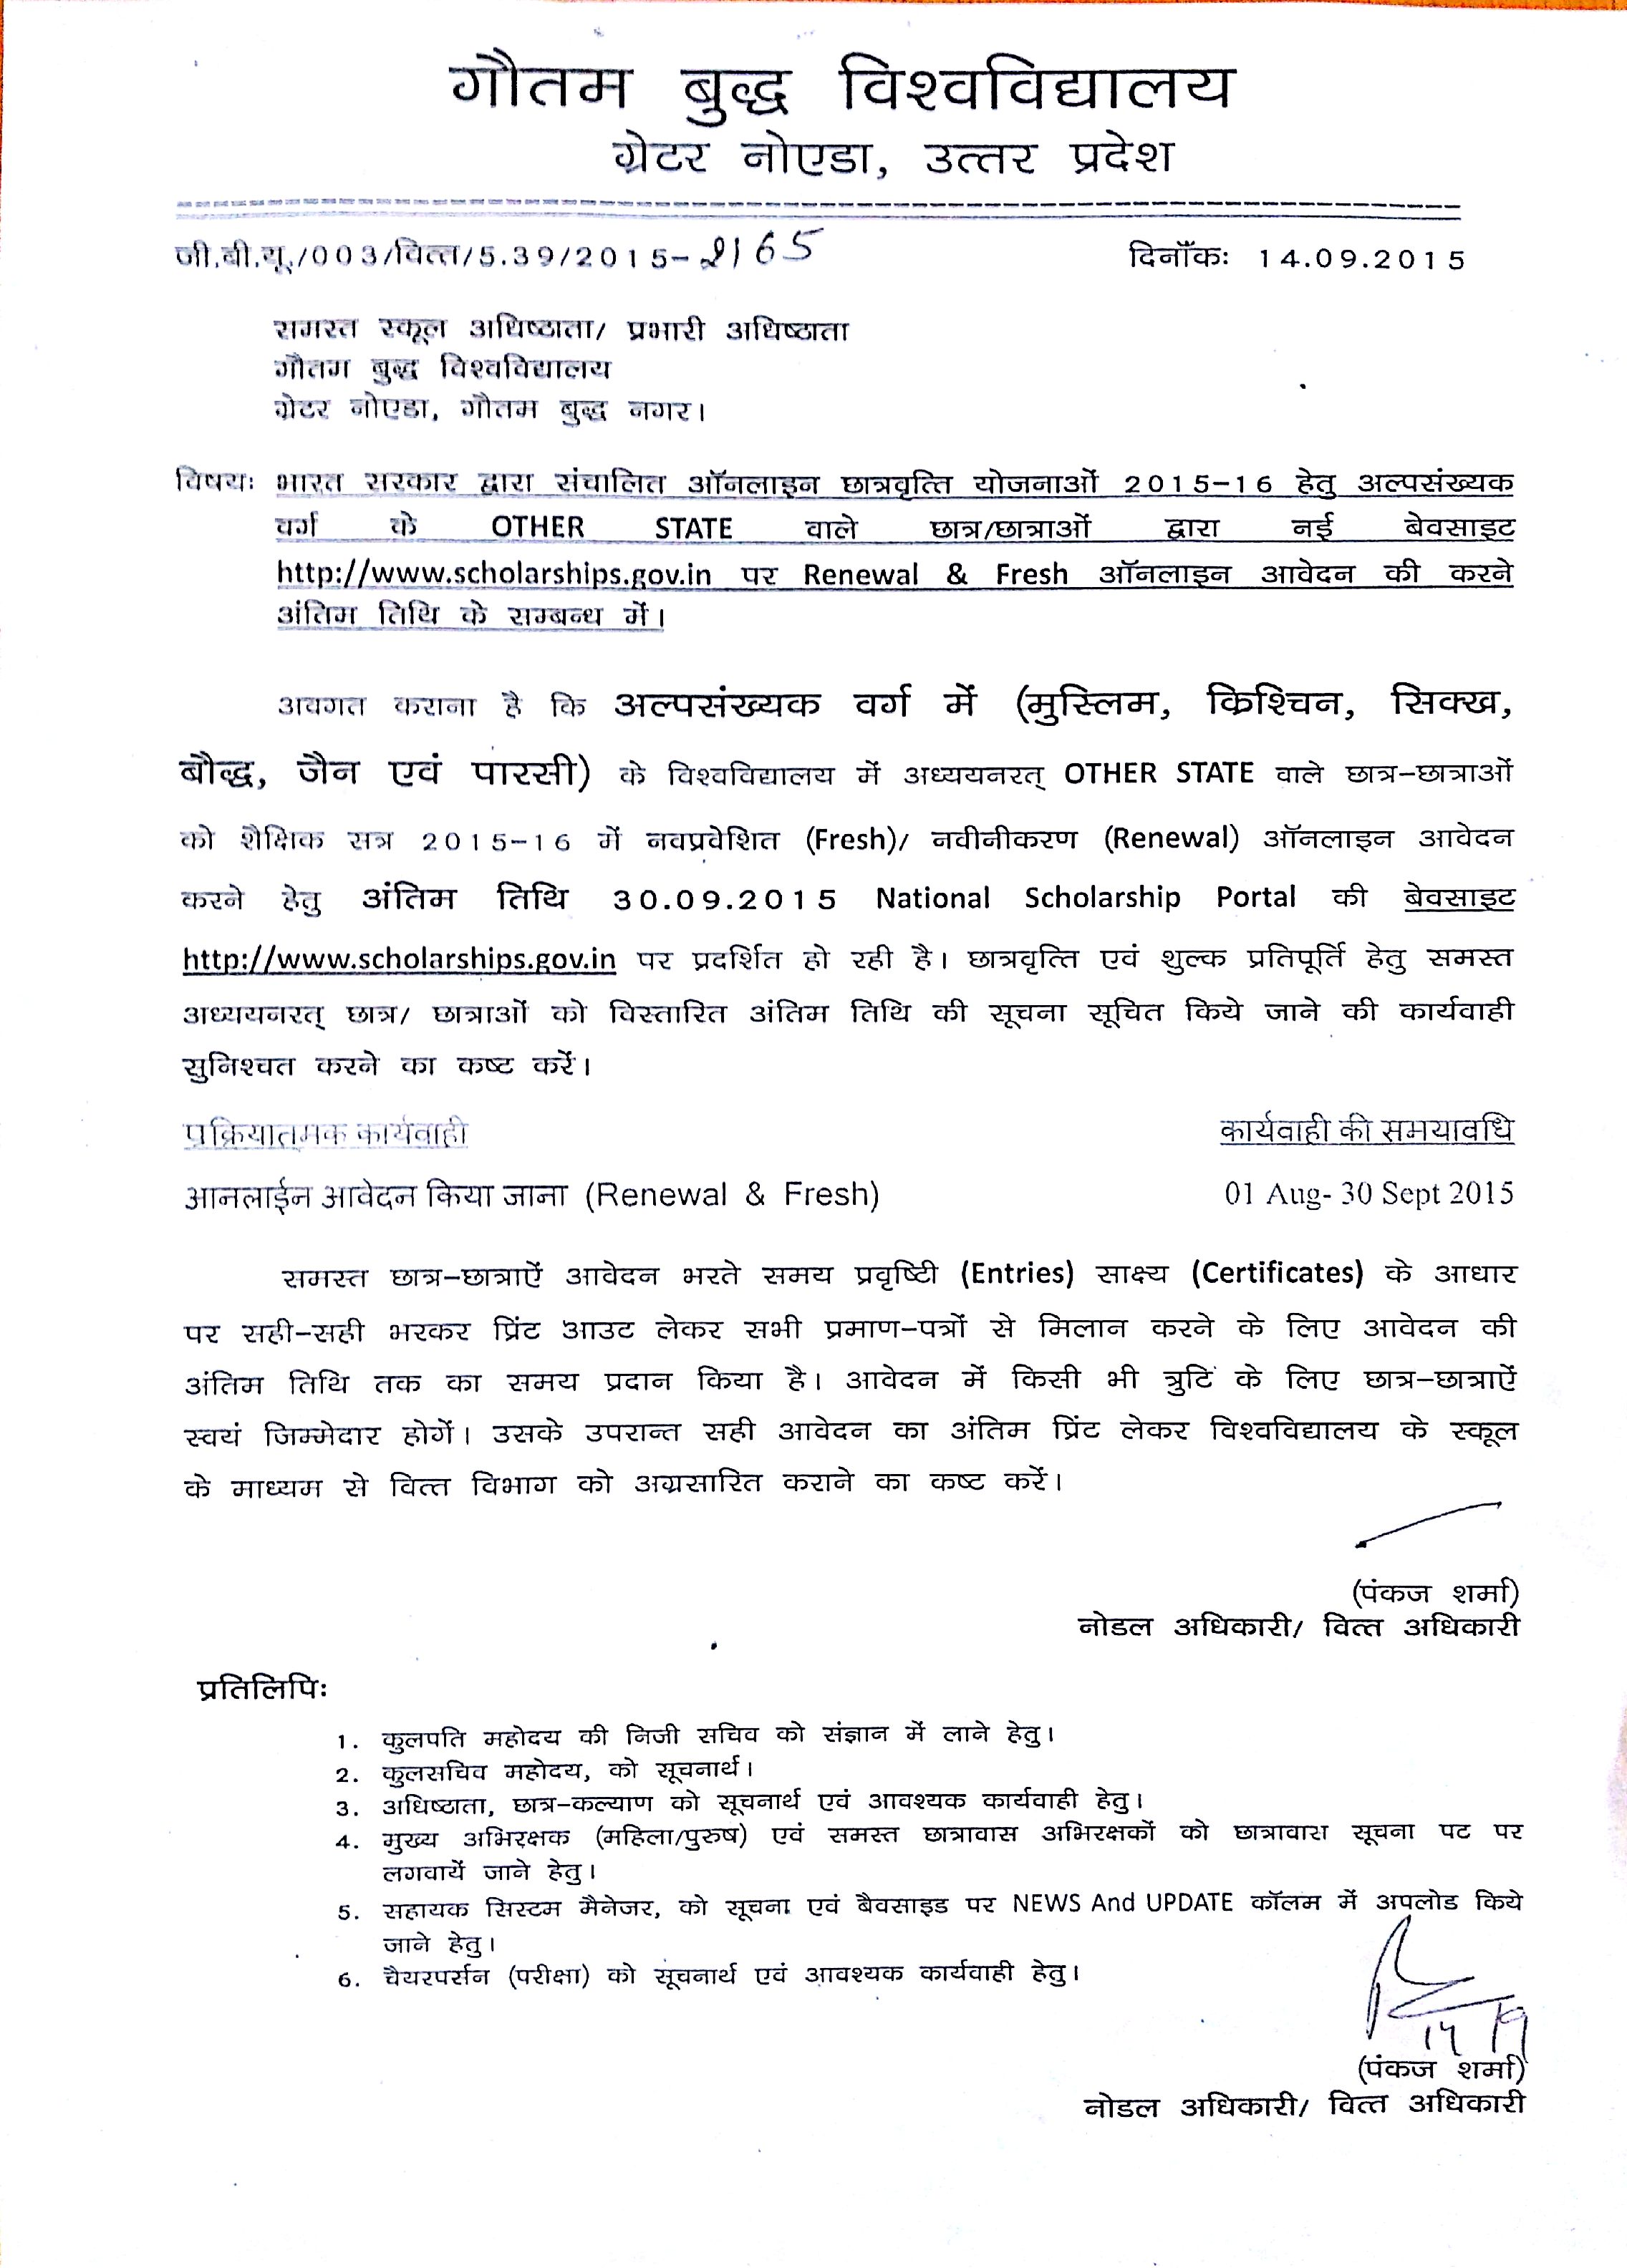 गौतम बुद्ध विश्वविद्यालय
ग्रेटर नोएडा, उत्तर प्रदेश
जी.बी.यू./003/वित्त/5.39/2015-2165 दिनाँकः 14.09.2015
समस्त स्कूल अधिष्ठाता/ प्रभारी अधिष्ठाता
गौतम बुद्ध विश्वविद्यालय
ग्रेटर नोएडा, गौतम बुद्ध नगर।
विषयः भारत सरकार द्वारा संचालित ऑनलाइन छात्रवृत्ति योजनाओं 2015-16 हेतु अल्पसंख्यक
वर्ग के OTHER STATE वाले छात्र/छात्राओं द्वारा नई बेवसाइट
http://www.scholarships.gov.in पर Renewal & Fresh ऑनलाइन आवेदन की करने
अंतिम तिथि के सम्बन्ध में।
अवगत कराना है कि अल्पसंख्यक वर्ग में (मुस्लिम, क्रिश्चिन, सिक्ख,
बौद्ध, जैन एवं पारसी) के विश्वविद्यालय में अध्ययनरत् OTHER STATE वाले छात्र-छात्राओं
को शैक्षिक सत्र 2015-16 में नवप्रवेशित (Fresh)/ नवीनीकरण (Renewal) ऑनलाइन आवेदन
करने हेतु अंतिम तिथि 30.09.2015 National Scholarship Portal की बेवसाइट
http://www.scholarships.gov.in पर प्रदर्शित हो रही है। छात्रवृत्ति एवं शुल्क प्रतिपूर्ति हेतु समस्त
अध्ययनरत् छात्र/ छात्राओं को विस्तारित अंतिम तिथि की सूचना सूचित किये जाने की कार्यवाही
सुनिश्चत करने का कष्ट करें।
प्रक्रियात्मक कार्यवाही कार्यवाही की समयावधि
आनलाईन आवेदन किया जाना (Renewal & Fresh) 01 Aug- 30 Sept 2015
समस्त छात्र-छात्राऐं आवेदन भरते समय प्रवृष्टिी (Entries) साक्ष्य (Certificates) के आधार
पर सही-सही भरकर प्रिंट आउट लेकर सभी प्रमाण-पत्रों से मिलान करने के लिए आवेदन की
अंतिम तिथि तक का समय प्रदान किया है। आवेदन में किसी भी त्रुटि के लिए छात्र-छात्राऐं
स्वयं जिम्मेदार होगें। उसके उपरान्त सही आवेदन का अंतिम प्रिंट लेकर विश्वविद्यालय के स्कूल
के माध्यम से वित्त विभाग को अग्रसारित कराने का कष्ट करें।
(पंकज शर्मा)
नोडल अधिकारी/ वित्त अधिकारी
प्रतिलिपिः
1. कुलपति महोदय की निजी सचिव को संज्ञान में लाने हेतु।
2. कुलसचिव महोदय, को सूचनार्थ।
3. अधिष्टाता, छात्र-कल्याण को सूचनार्थ एवं आवश्यक कार्यवाही हेतु।
4. मुख्य अभिरक्षक (महिला/पुरुष) एवं समस्त छात्रावास अभिरक्षकों को छात्रावास सूचना पट पर
लगवायें जाने हेतु।
5. सहायक सिस्टम मैनेजर, को सूचना एवं बैवसाइड पर NEWS And UPDATE कॉलम में अपलोड किये
जाने हेतु।
6. चैयरपर्सन (परीक्षा) को सूचनार्थ एवं आवश्यक कार्यवाही हेतु।
14/9
(पंकज शर्मा)
नोडल अधिकारी/ वित्त अधिकारी